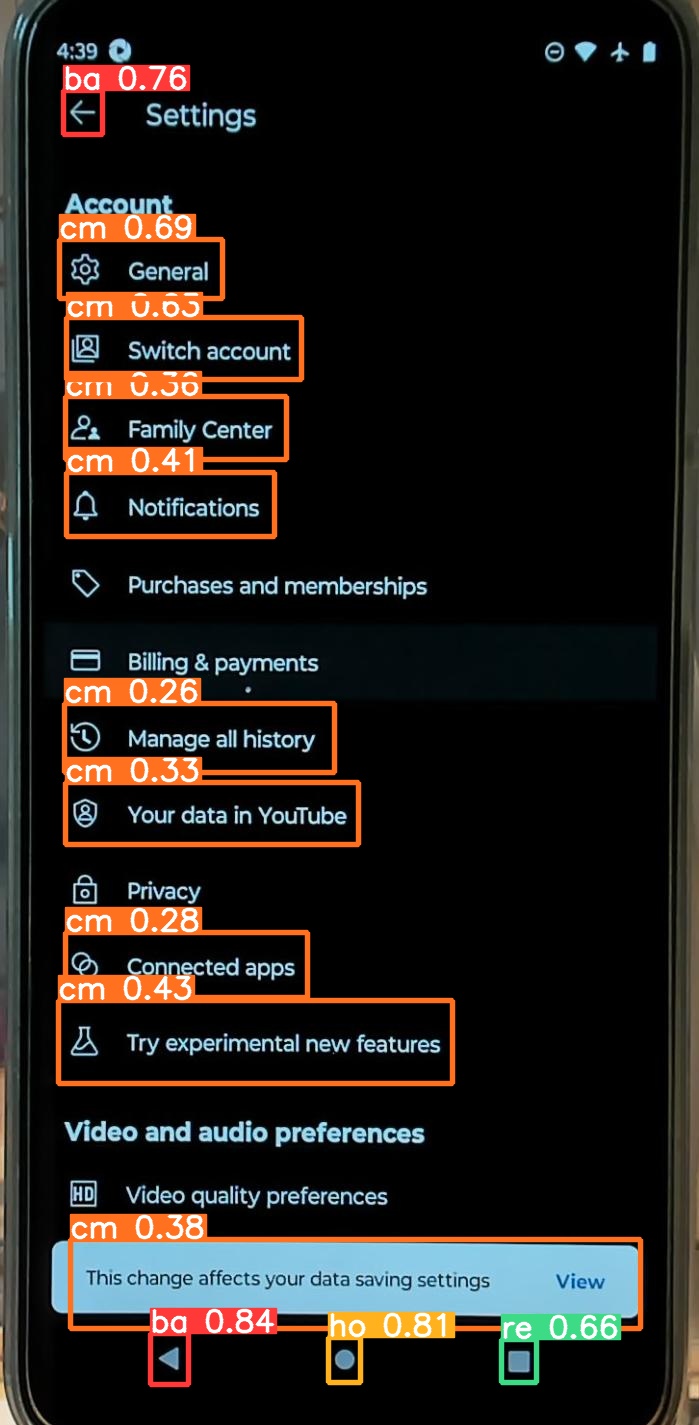 4:39
ba 0.76
Settings
Account
cm 0.69
General
cm 0.63
Switch account
cm 0.36
Family Center
cm 0.41
Notifications
Purchases and memberships
Billing & payments
cm 0.26
Manage all history
cm 0.33
Your data in YouTube
Privacy
cm 0.28
Connected apps
cm 0.43
Try experimental new features
Video and audio preferences
HD Video quality preferences
cm 0.38
This change affects your data saving settings View
ba 0.84 ho 0.81 re 0.66